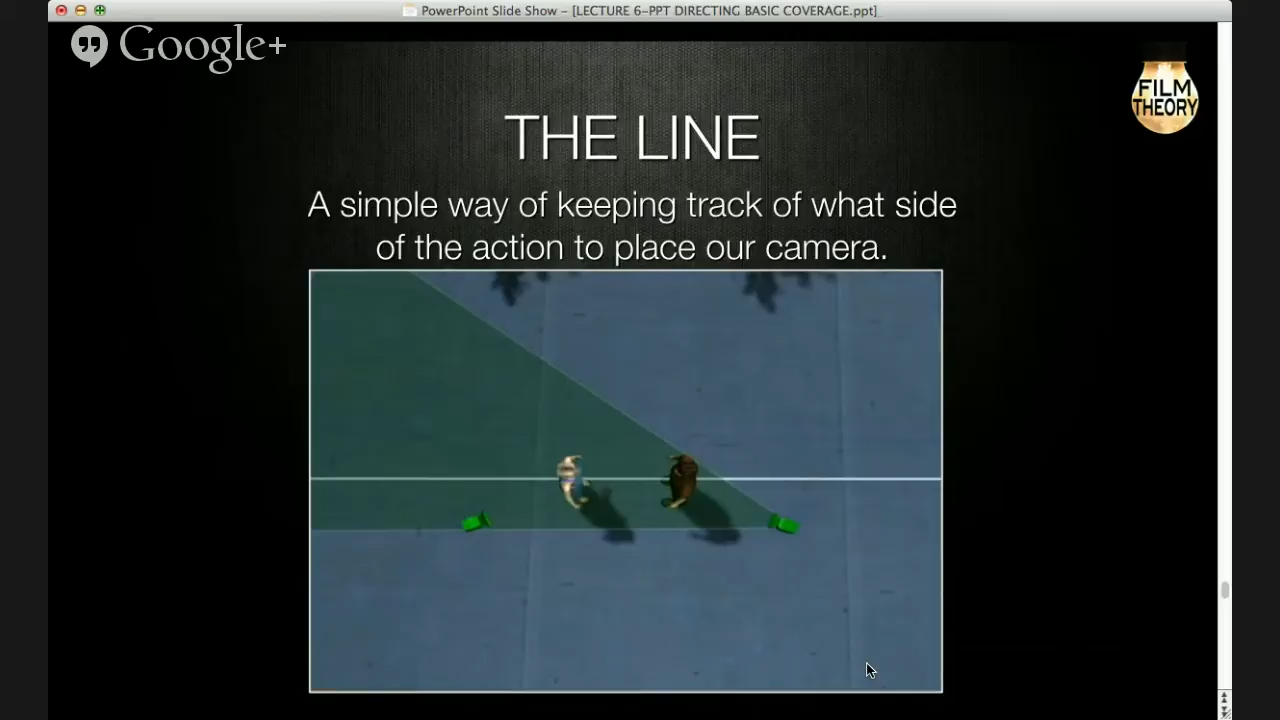 PowerPoint Slide Show – [LECTURE 6-PPT DIRECTING BASIC COVERAGE.ppt]
Google+
FILM
THEORY
THE LINE
A simple way of keeping track of what side
of the action to place our camera.